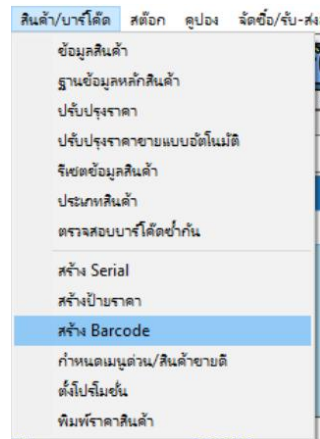 สินค้า/บาร์โค้ด สต๊อก คูปอง จัดซื้อ/รับ-ส่ง
ข้อมูลสินค้า
ฐานข้อมูลหลักสินค้า
ปรับปรุงราคา
ปรับปรุงราคาขายแบบอัตโนมัติ
รีเซตข้อมูลสินค้า
ประเภทสินค้า
ตรวจสอบบาร์โค๊ดซ้ำกัน
สร้าง Serial
สร้างป้ายราคา
สร้าง Barcode
กำหนดเมนูด่วน/สินค้าขายดี
ตั้งโปรโมชั่น
พิมพ์ราคาสินค้า